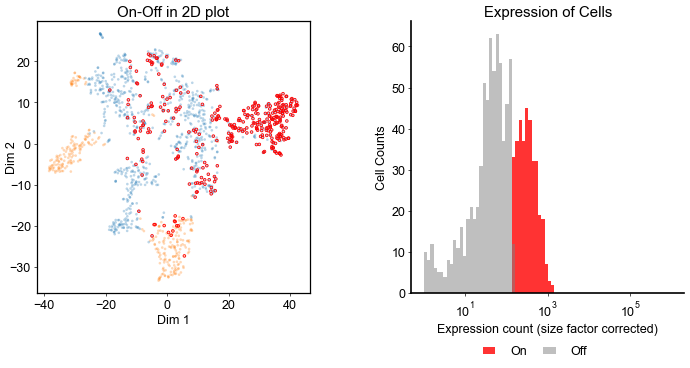 On-Off in 2D plot
20
10
0
−10
−20
−30
Dim 2
−40
−20
0
20
40
Dim 1
Expression of Cells
60
50
40
30
20
10
0
Cell Counts
10^1
10^3
10^5
Expression count (size factor corrected)
On
Off